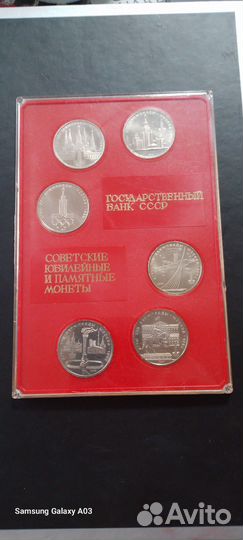 ГОСУДАРСТВЕННЫЙ
БАНК СССР
СОВЕТСКИЕ
ЮБИЛЕЙНЫЕ
И ПАМЯТНЫЕ
МОНЕТЫ
Samsung Galaxy A03
Avito